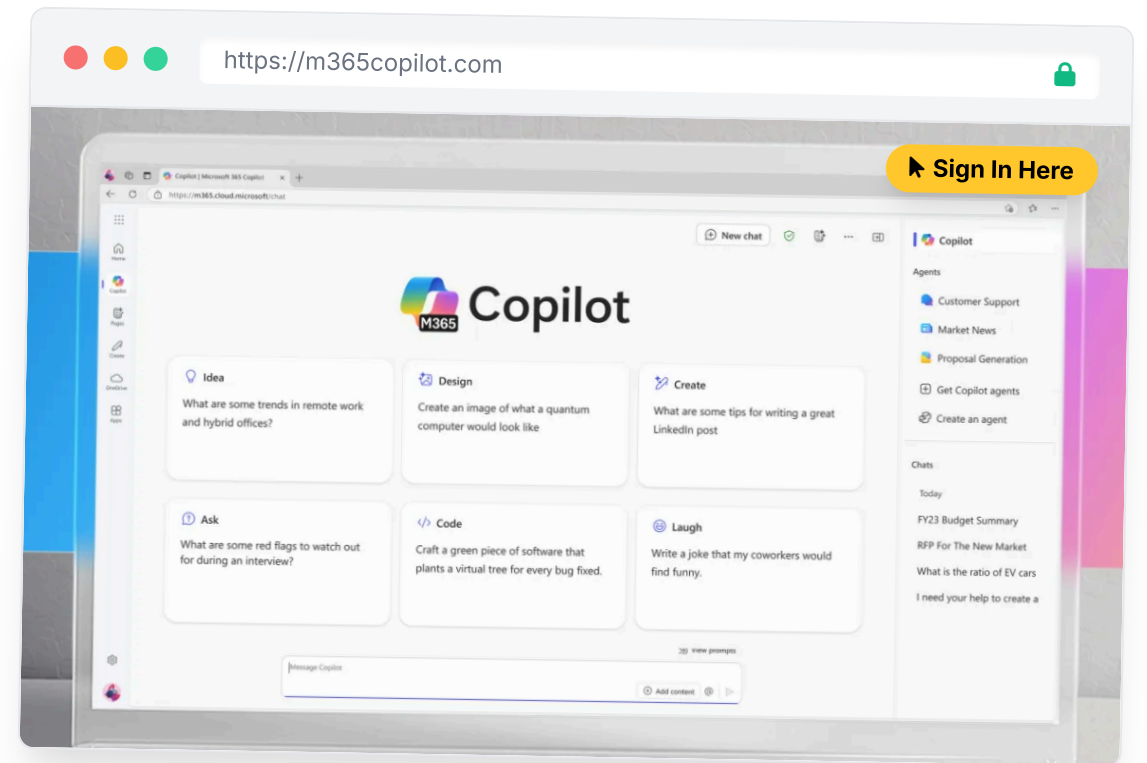 https://m365copilot.com
Sign In Here
Copilot | Microsoft 365 Copilot
https://m365.cloud.microsoft/chat
Home
Copilot
Pages
Create
OneDrive
Apps
New chat
M365
Copilot
Idea
What are some trends in remote work
and hybrid offices?
Design
Create an image of what a quantum
computer would look like
Create
What are some tips for writing a great
LinkedIn post
Ask
What are some red flags to watch out
for during an interview?
Code
Craft a green piece of software that
plants a virtual tree for every bug fixed.
Laugh
Write a joke that my coworkers would
find funny.
View prompts
Message Copilot
Add content
Copilot
Agents
Customer Support
Market News
Proposal Generation
Get Copilot agents
Create an agent
Chats
Today
FY23 Budget Summary
RFP For The New Market
What is the ratio of EV cars
I need your help to create a